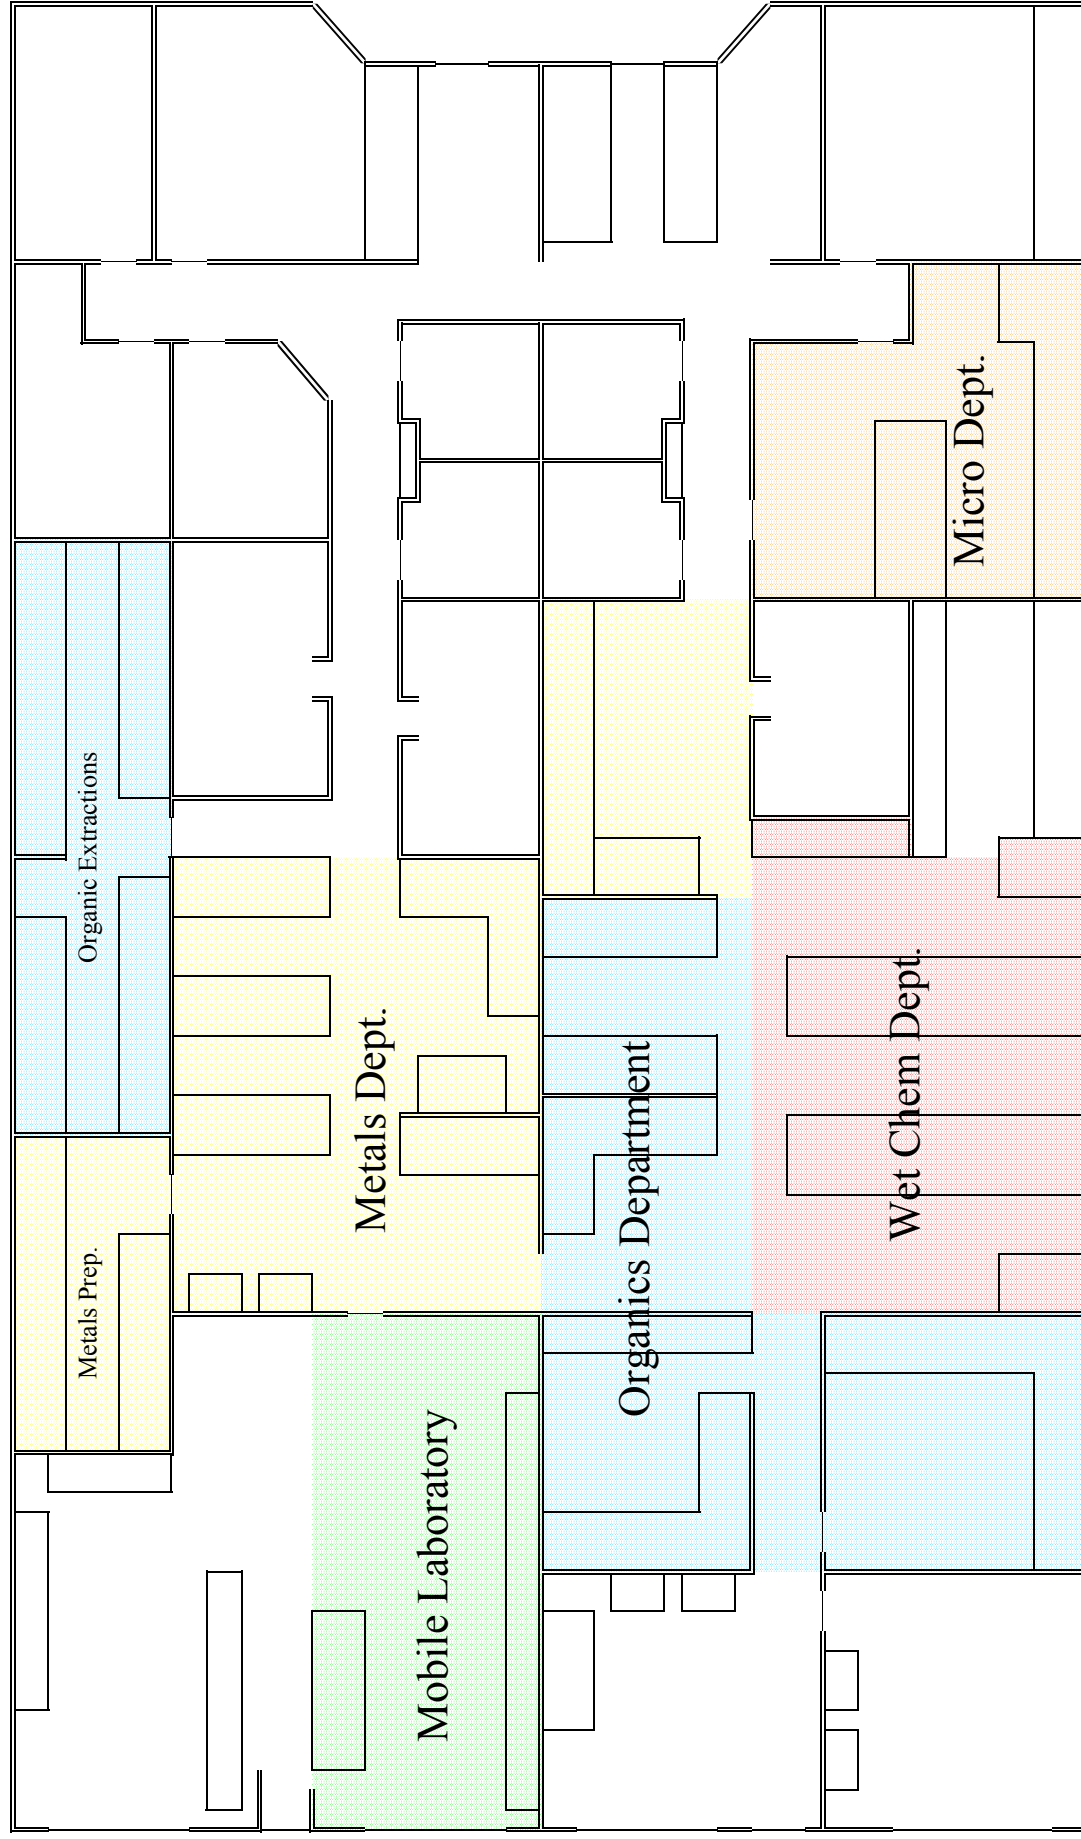 Organic Extractions
Metals Prep.
Metals Dept.
Mobile Laboratory
Organics Department
Wet Chem Dept.
Micro Dept.